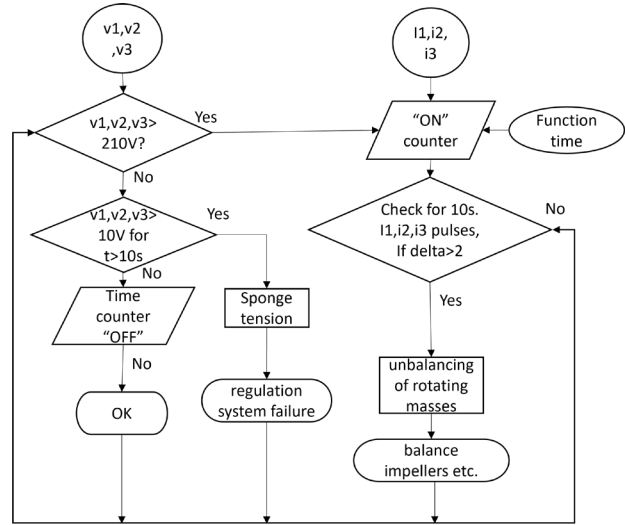 v1,v2
,v3
I1,i2,
i3
v1,v2,v3>
210V?
Yes
"ON"
counter
Function
time
No
v1,v2,v3>
10V for
t>10s
Yes
Check for 10s.
I1,i2,i3 pulses,
If delta>2
No
No
Time
counter
"OFF"
Sponge
tension
Yes
No
unbalancing
of rotating
masses
OK
regulation
system failure
balance
impellers etc.